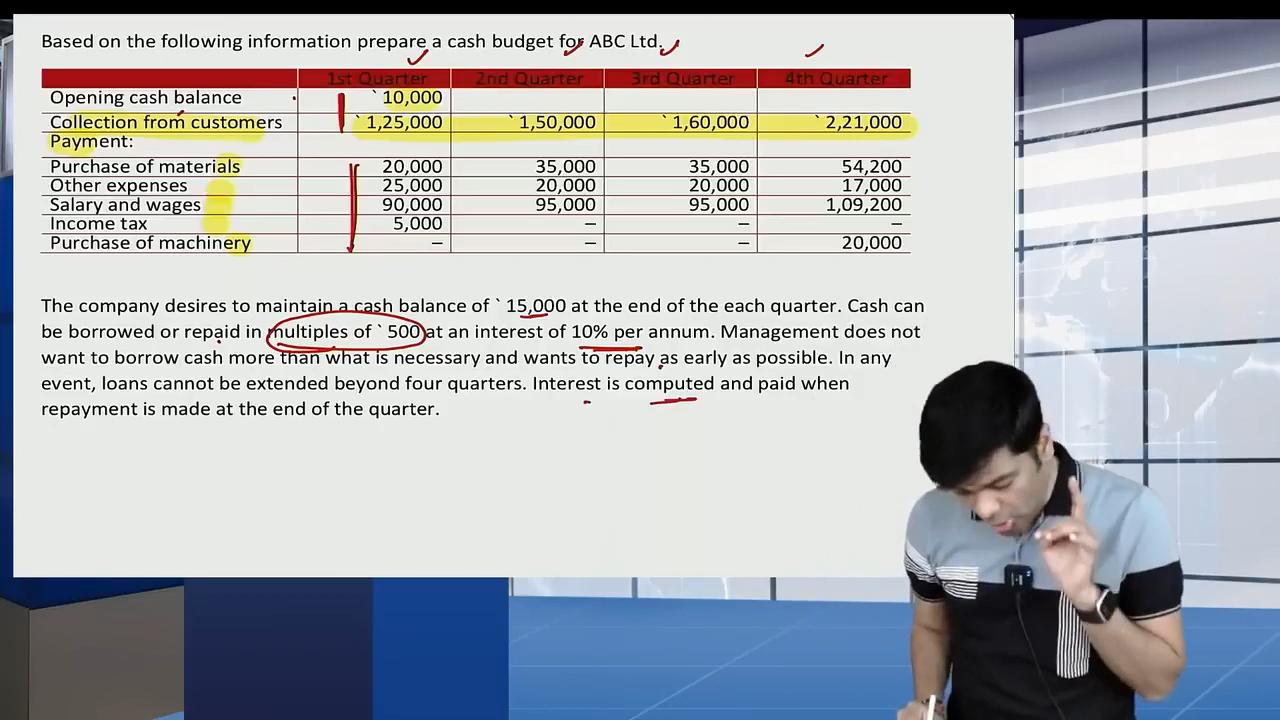 Based on the following information prepare a cash budget for ABC Ltd.
1st Quarter 2nd Quarter 3rd Quarter 4th Quarter
Opening cash balance ` 10,000
Collection from customers ` 1,25,000 ` 1,50,000 ` 1,60,000 ` 2,21,000
Payment:
Purchase of materials 20,000 35,000 35,000 54,200
Other expenses 25,000 20,000 20,000 17,000
Salary and wages 90,000 95,000 95,000 1,09,200
Income tax 5,000 – – –
Purchase of machinery – – – 20,000
The company desires to maintain a cash balance of ` 15,000 at the end of the each quarter. Cash can
be borrowed or repaid in multiples of ` 500 at an interest of 10% per annum. Management does not
want to borrow cash more than what is necessary and wants to repay as early as possible. In any
event, loans cannot be extended beyond four quarters. Interest is computed and paid when
repayment is made at the end of the quarter.